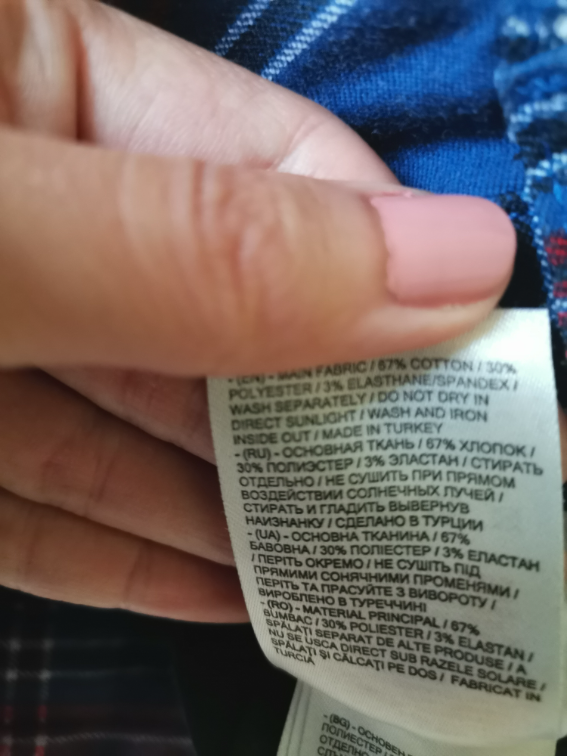 - (EN) - MAIN FABRIC / 67% COTTON / 30%
POLYESTER / 3% ELASTHANE/SPANDEX /
WASH SEPARATELY / DO NOT DRY IN
DIRECT SUNLIGHT / WASH AND IRON
INSIDE OUT / MADE IN TURKEY
- (RU) - ОСНОВНАЯ ТКАНЬ / 67% ХЛОПОК /
30% ПОЛИЭСТЕР / 3% ЭЛАСТАН / СТИРАТЬ
ОТДЕЛЬНО / НЕ СУШИТЬ ПРИ ПРЯМОМ
ВОЗДЕЙСТВИИ СОЛНЕЧНЫХ ЛУЧЕЙ /
СТИРАТЬ И ГЛАДИТЬ ВЫВЕРНУВ
НАИЗНАНКУ / СДЕЛАНО В ТУРЦИИ
- (UA) - ОСНОВНА ТКАНИНА / 67%
БАВОВНА / 30% ПОЛІЕСТЕР / 3% ЕЛАСТАН
/ ПЕРІТЬ ОКРЕМО / НЕ СУШІТЬ ПІД
ПРЯМИМИ СОНЯЧНИМИ ПРОМЕНЯМИ /
ПЕРІТЬ ТА ПРАСУЙТЕ З ВИВОРОТУ /
ВИРОБЛЕНО В ТУРЕЧЧИНІ
- (RO) - MATERIAL PRINCIPAL / 67%
BUMBAC / 30% POLIESTER / 3% ELASTAN /
SPĂLAȚI SEPARAT DE ALTE PRODUSE / A
NU SE USCA DIRECT SUB RAZELE SOLARE /
SPĂLAȚI ȘI CĂLCAȚI PE DOS / FABRICAT IN
TURCIA
- (BG) - ОСНОВЕН
ПОЛИЕСТЕР /